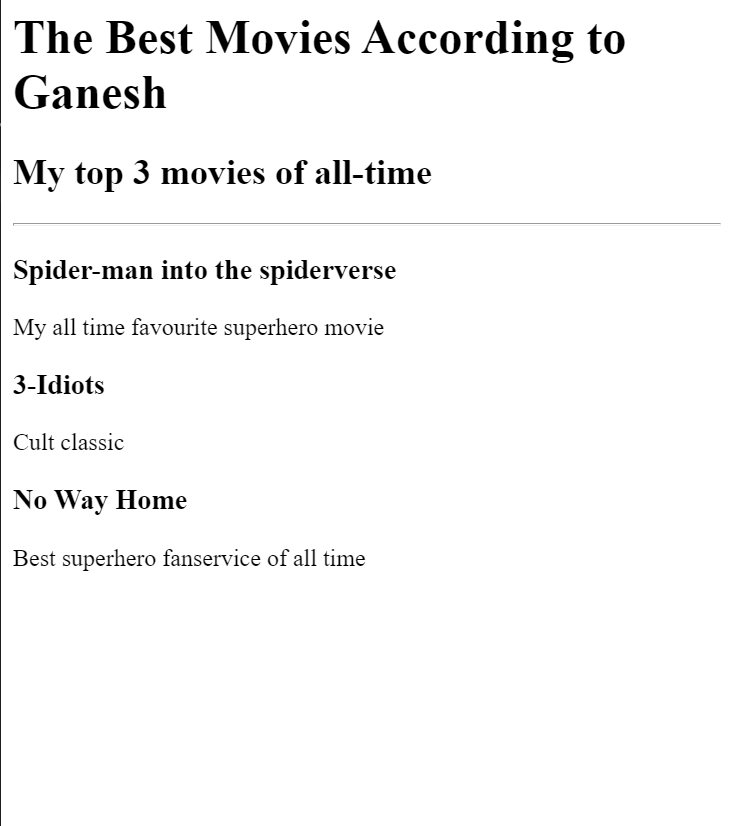 The Best Movies According to
Ganesh
My top 3 movies of all-time
Spider-man into the spiderverse
My all time favourite superhero movie
3-Idiots
Cult classic
No Way Home
Best superhero fanservice of all time